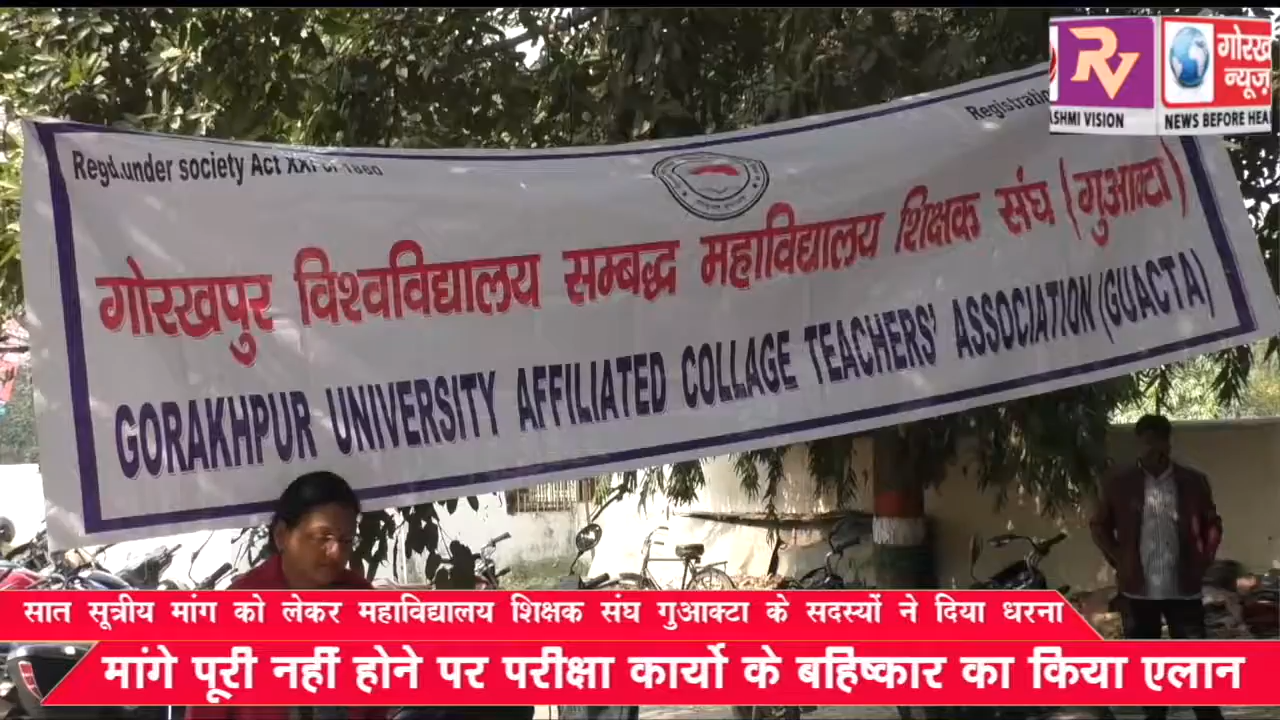 Regd.under society Act XXI of 1860
गोरखपुर विश्वविद्यालय सम्बद्ध महाविद्यालय शिक्षक संघ (गुआक्टा)
GORAKHPUR UNIVERSITY AFFILIATED COLLAGE TEACHERS' ASSOCIATION (GUACTA)
RV
ASHMI VISION
गोरख
न्यूज़
NEWS BEFORE HEA
सात सूत्रीय मांग को लेकर महाविद्यालय शिक्षक संघ गुआक्टा के सदस्यों ने दिया धरना
मांगे पूरी नहीं होने पर परीक्षा कार्यो के बहिष्कार का किया एलान